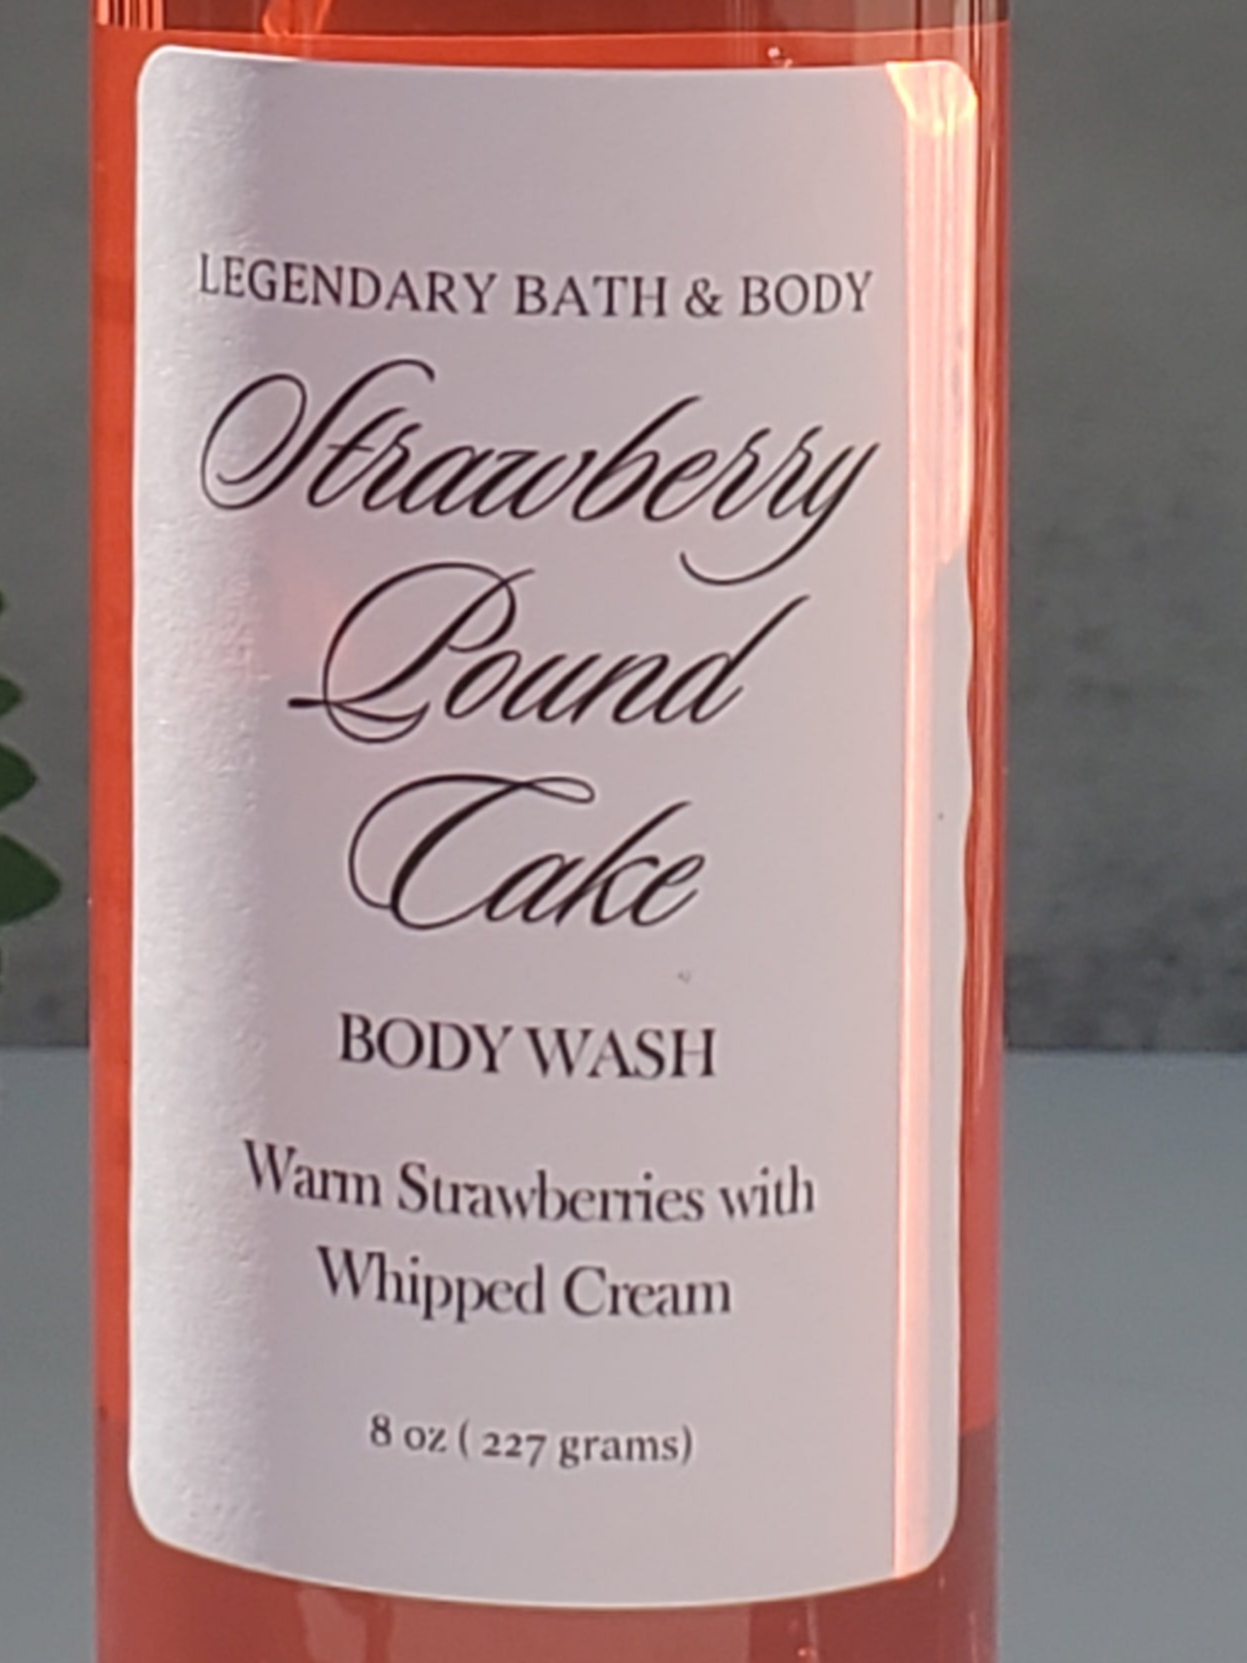 LEGENDARY BATH & BODY
Strawberry
Pound
Cake
BODY WASH
Warm Strawberries with
Whipped Cream
8 oz ( 227 grams)